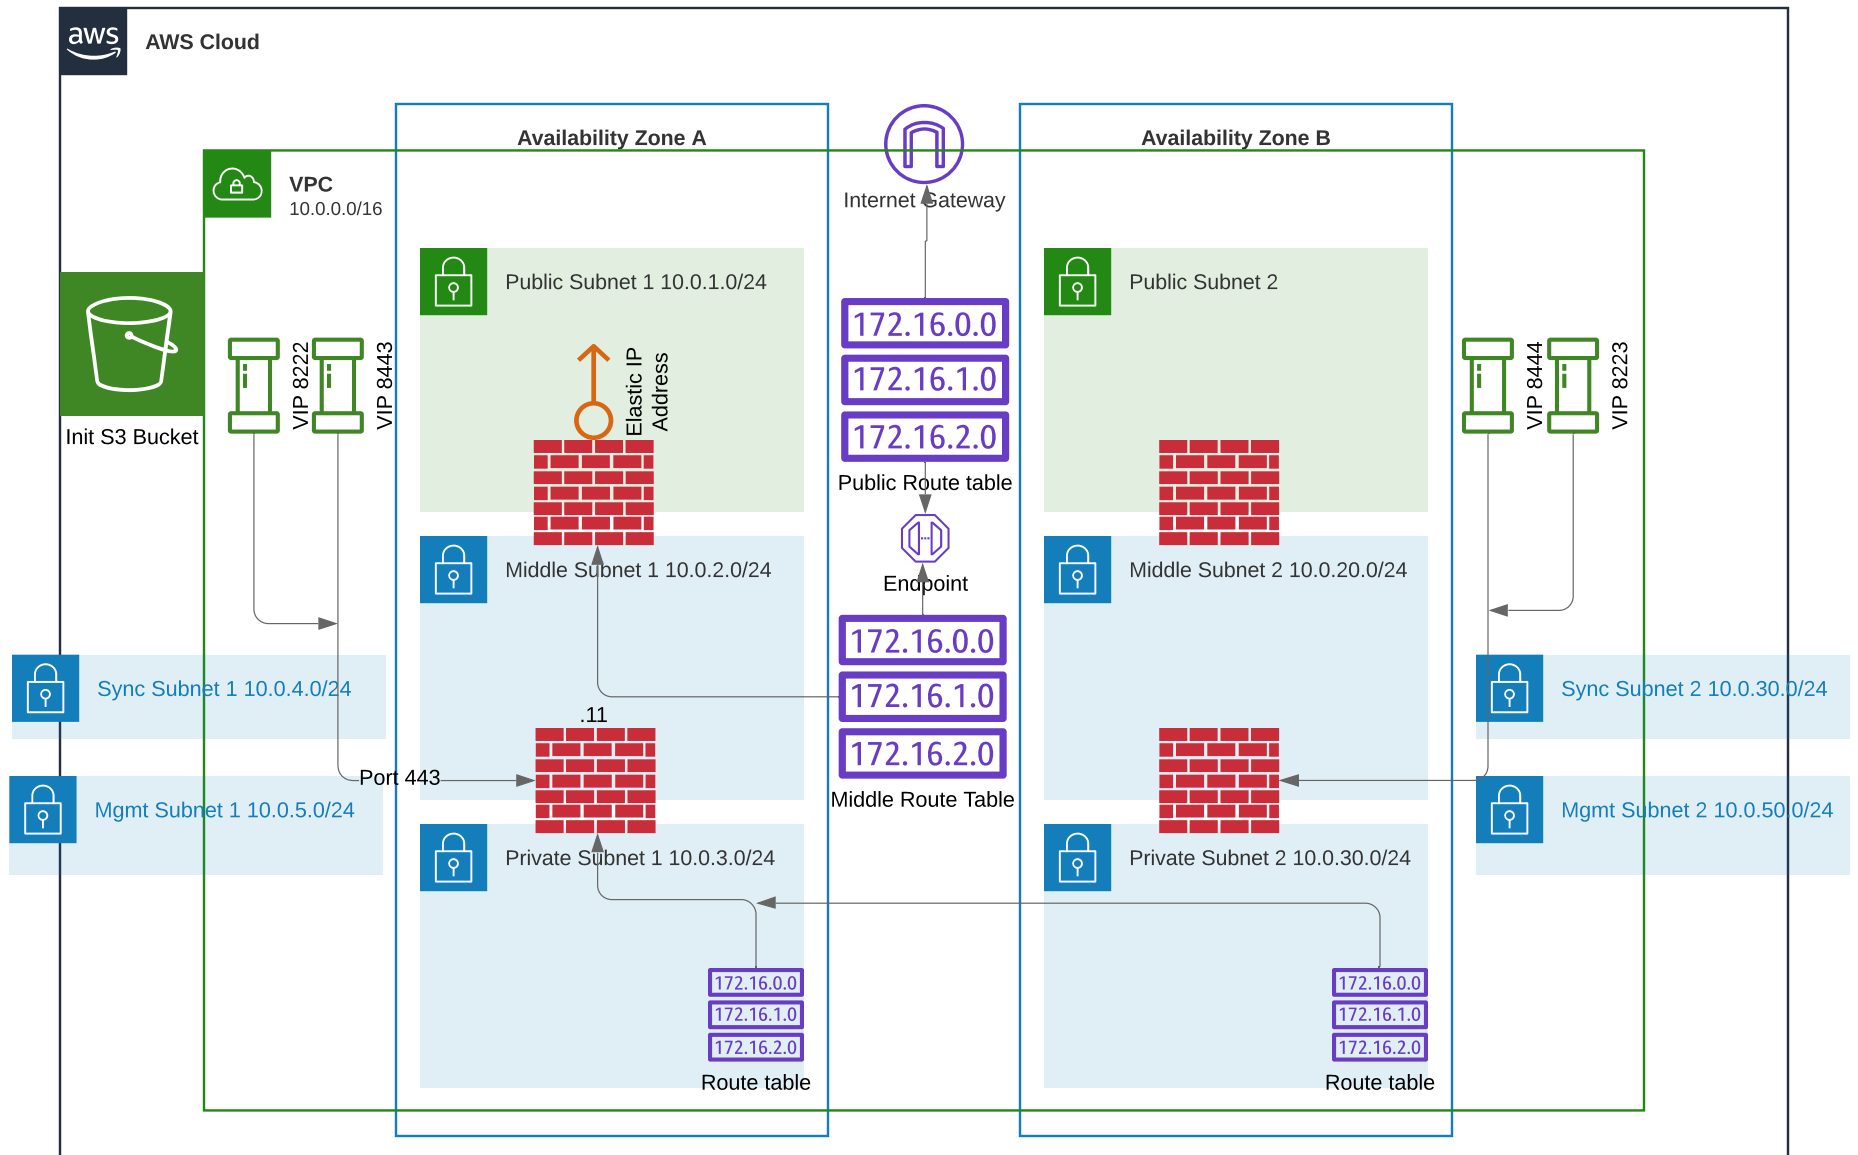 aws
AWS Cloud
Availability Zone A
Availability Zone B
VPC
10.0.0.0/16
Internet Gateway
Public Subnet 1 10.0.1.0/24
Public Subnet 2
172.16.0.0
172.16.1.0
172.16.2.0
Public Route table
Init S3 Bucket
VIP 8222
VIP 8443
Elastic IP
Address
VIP 8444
VIP 8223
Endpoint
Middle Subnet 1 10.0.2.0/24
Middle Subnet 2 10.0.20.0/24
172.16.0.0
172.16.1.0
172.16.2.0
Middle Route Table
Sync Subnet 1 10.0.4.0/24
Sync Subnet 2 10.0.30.0/24
.11
Port 443
Mgmt Subnet 1 10.0.5.0/24
Mgmt Subnet 2 10.0.50.0/24
Private Subnet 1 10.0.3.0/24
Private Subnet 2 10.0.30.0/24
172.16.0.0
172.16.1.0
172.16.2.0
Route table
172.16.0.0
172.16.1.0
172.16.2.0
Route table